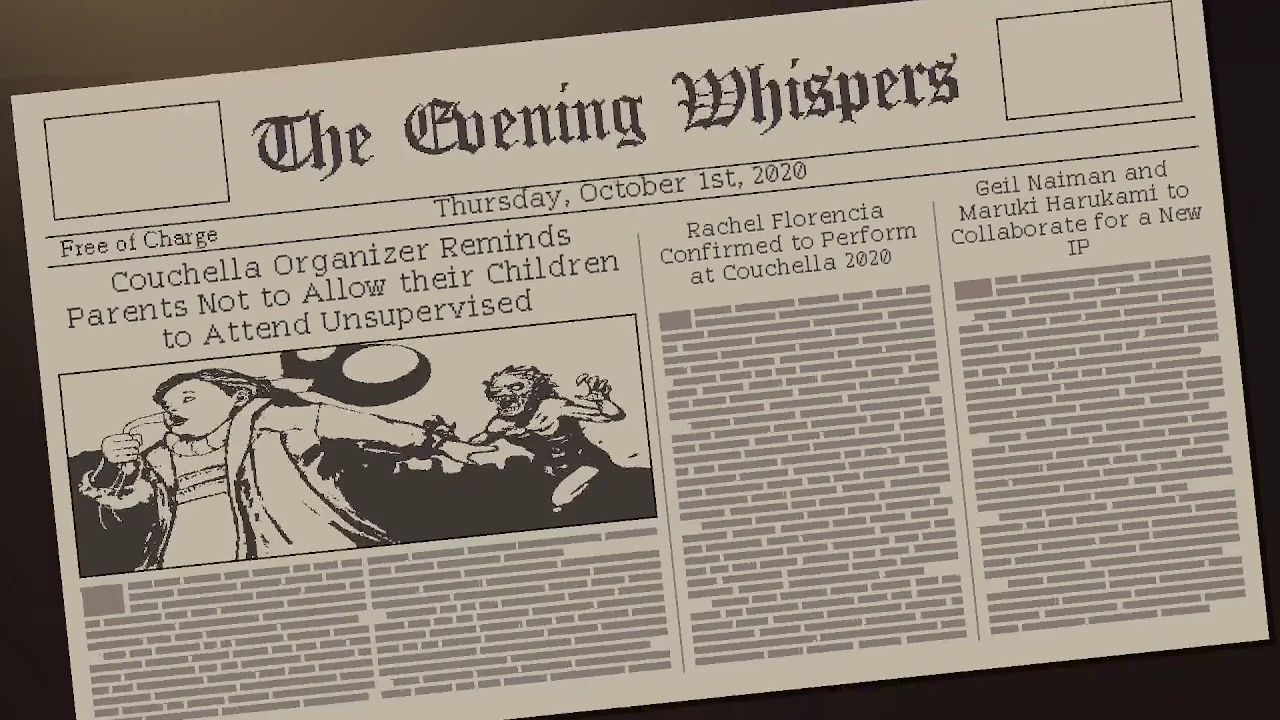 The Evening Whispers
Thursday, October 1st, 2020
Free of Charge
Couchella Organizer Reminds
Parents Not to Allow their Children
to Attend Unsupervised
Rachel Florencia
Confirmed to Perform
at Couchella 2020
Geil Naiman and
Maruki Harukami to
Collaborate for a New
IP